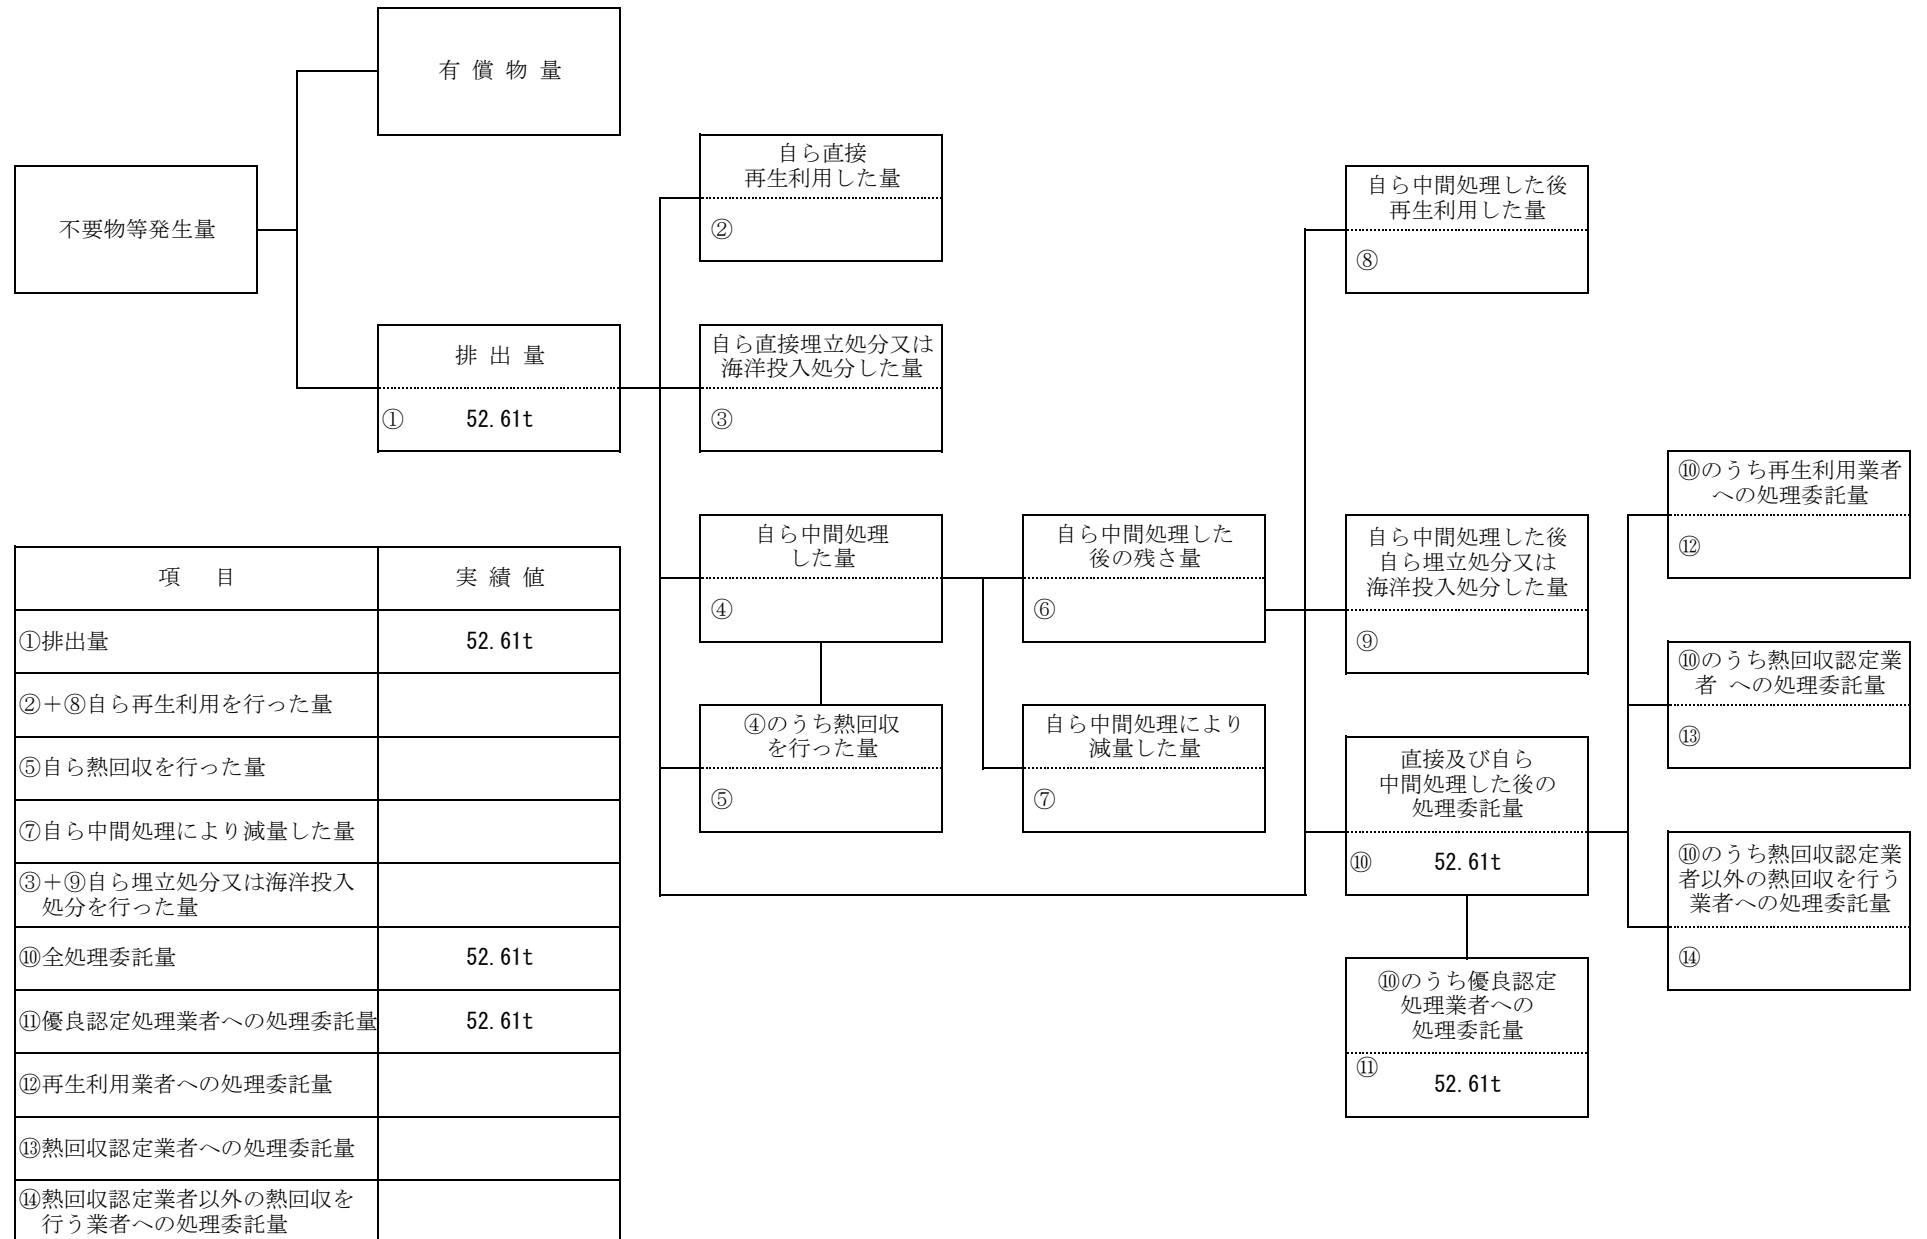 有 償 物 量
不要物等発生量
排 出 量
① 52.61t
自ら直接
再生利用した量
②
自ら直接埋立処分又は
海洋投入処分した量
③
自ら中間処理
した量
④
④のうち熱回収
を行った量
⑤
自ら中間処理した
後の残さ量
⑥
自ら中間処理により
減量した量
⑦
自ら中間処理した後
再生利用した量
⑧
自ら中間処理した後
自ら埋立処分又は
海洋投入処分した量
⑨
直接及び自ら
中間処理した後の
処理委託量
⑩ 52.61t
⑩のうち優良認定
処理業者への
処理委託量
⑪ 52.61t
⑩のうち再生利用業者
への処理委託量
⑫
⑩のうち熱回収認定業
者 への処理委託量
⑬
⑩のうち熱回収認定業
者以外の熱回収を行う
業者への処理委託量
⑭
項 目 実 績 値
①排出量 52.61t
②＋⑧自ら再生利用を行った量
⑤自ら熱回収を行った量
⑦自ら中間処理により減量した量
③＋⑨自ら埋立処分又は海洋投入
処分を行った量
⑩全処理委託量 52.61t
⑪優良認定処理業者への処理委託量 52.61t
⑫再生利用業者への処理委託量
⑬熱回収認定業者への処理委託量
⑭熱回収認定業者以外の熱回収を
行う業者への処理委託量